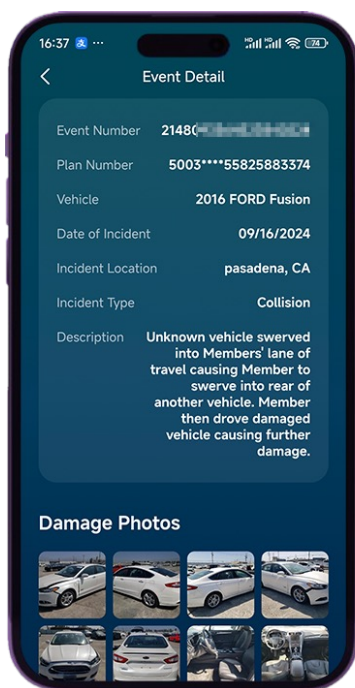 16:37
HD HD 74
Event Detail
Event Number 2148
Plan Number 5003****55825883374
Vehicle 2016 FORD Fusion
Date of Incident 09/16/2024
Incident Location pasadena, CA
Incident Type Collision
Description Unknown vehicle swerved
into Members' lane of
travel causing Member to
swerve into rear of
another vehicle. Member
then drove damaged
vehicle causing further
damage.
Damage Photos